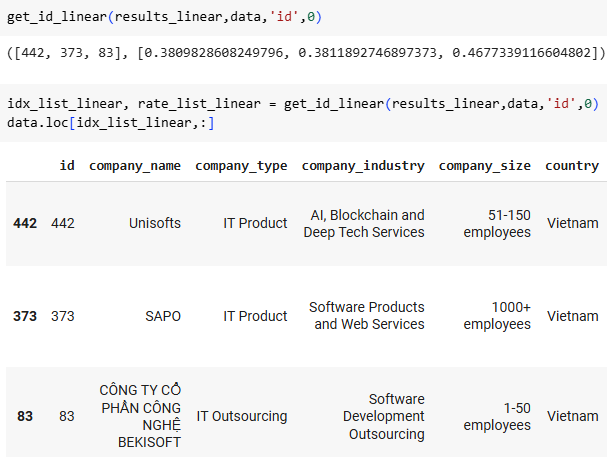 get_id_linear(results_linear,data,'id',0)
([442, 373, 83], [0.3809828608249796, 0.3811892746897373, 0.4677339116604802])
idx_list_linear, rate_list_linear = get_id_linear(results_linear,data,'id',0)
data.loc[idx_list_linear,:]
id company_name company_type company_industry company_size country
442 442 Unisofts IT Product AI, Blockchain and Deep Tech Services 51-150 employees Vietnam
373 373 SAPO IT Product Software Products and Web Services 1000+ employees Vietnam
83 83 CÔNG TY CỔ PHẦN CÔNG NGHỆ BEKISOFT IT Outsourcing Software Development Outsourcing 1-50 employees Vietnam